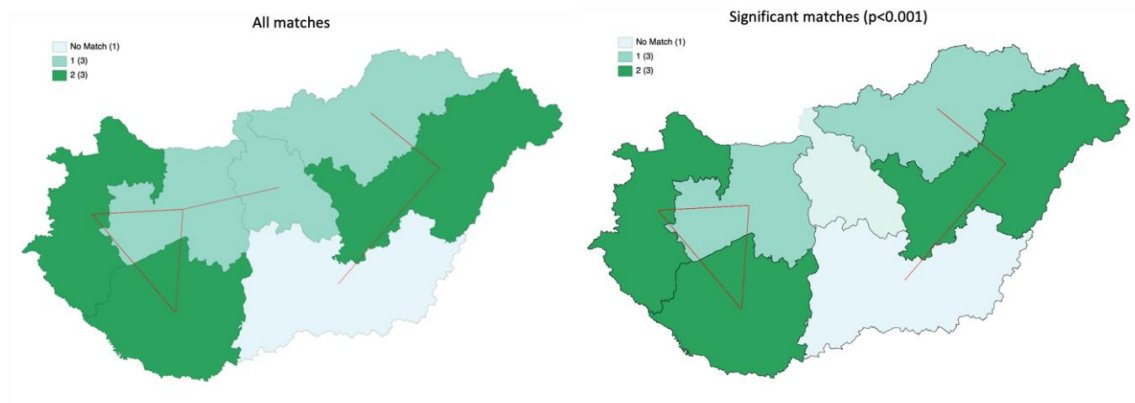 All matches
No Match (1)
1 (3)
2 (3)
Significant matches (p<0.001)
No Match (1)
1 (3)
2 (3)